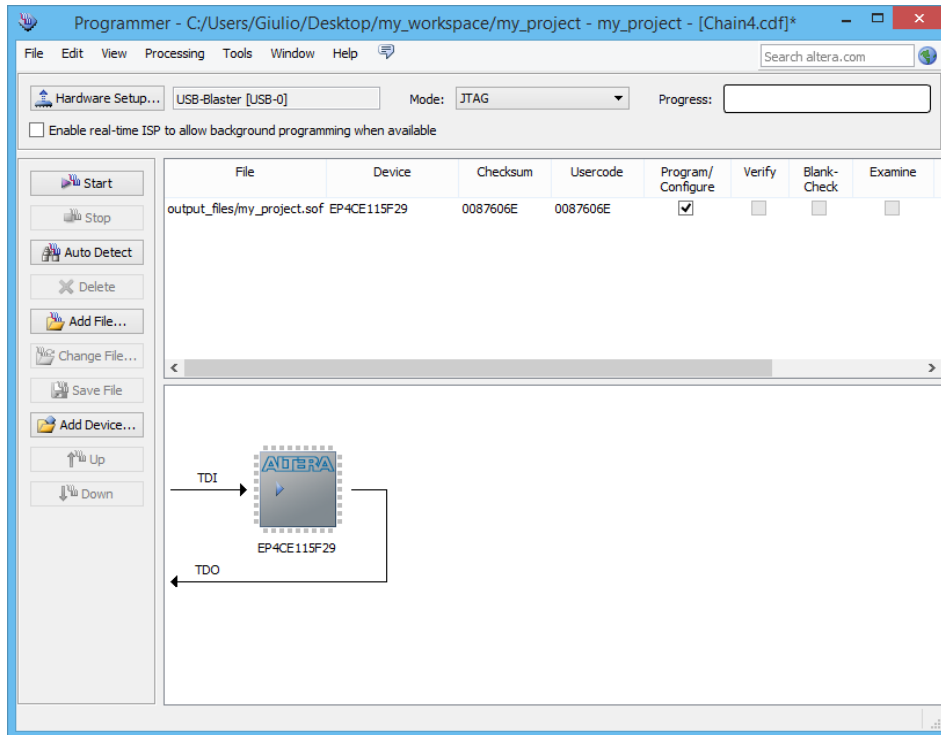 Programmer - C:/Users/Giulio/Desktop/my_workspace/my_project - my_project - [Chain4.cdf]*
File Edit View Processing Tools Window Help
Search altera.com
Hardware Setup... USB-Blaster [USB-0] Mode: JTAG Progress:
Enable real-time ISP to allow background programming when available
Start
Stop
Auto Detect
Delete
Add File...
Change File...
Save File
Add Device...
Up
Down
File Device Checksum Usercode Program/ Verify Blank- Examine
Configure Check
output_files/my_project.sof EP4CE115F29 0087606E 0087606E
ALTERA
TDI
EP4CE115F29
TDO